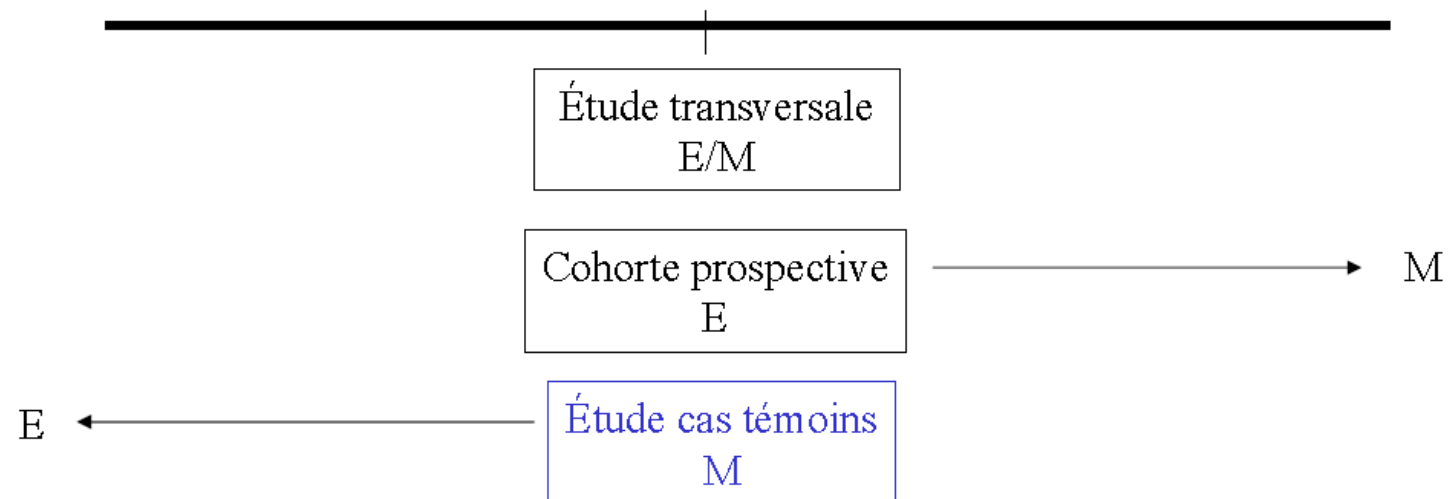 Étude transversale
E/M
Cohorte prospective
E
M
Étude cas témoins
M
E